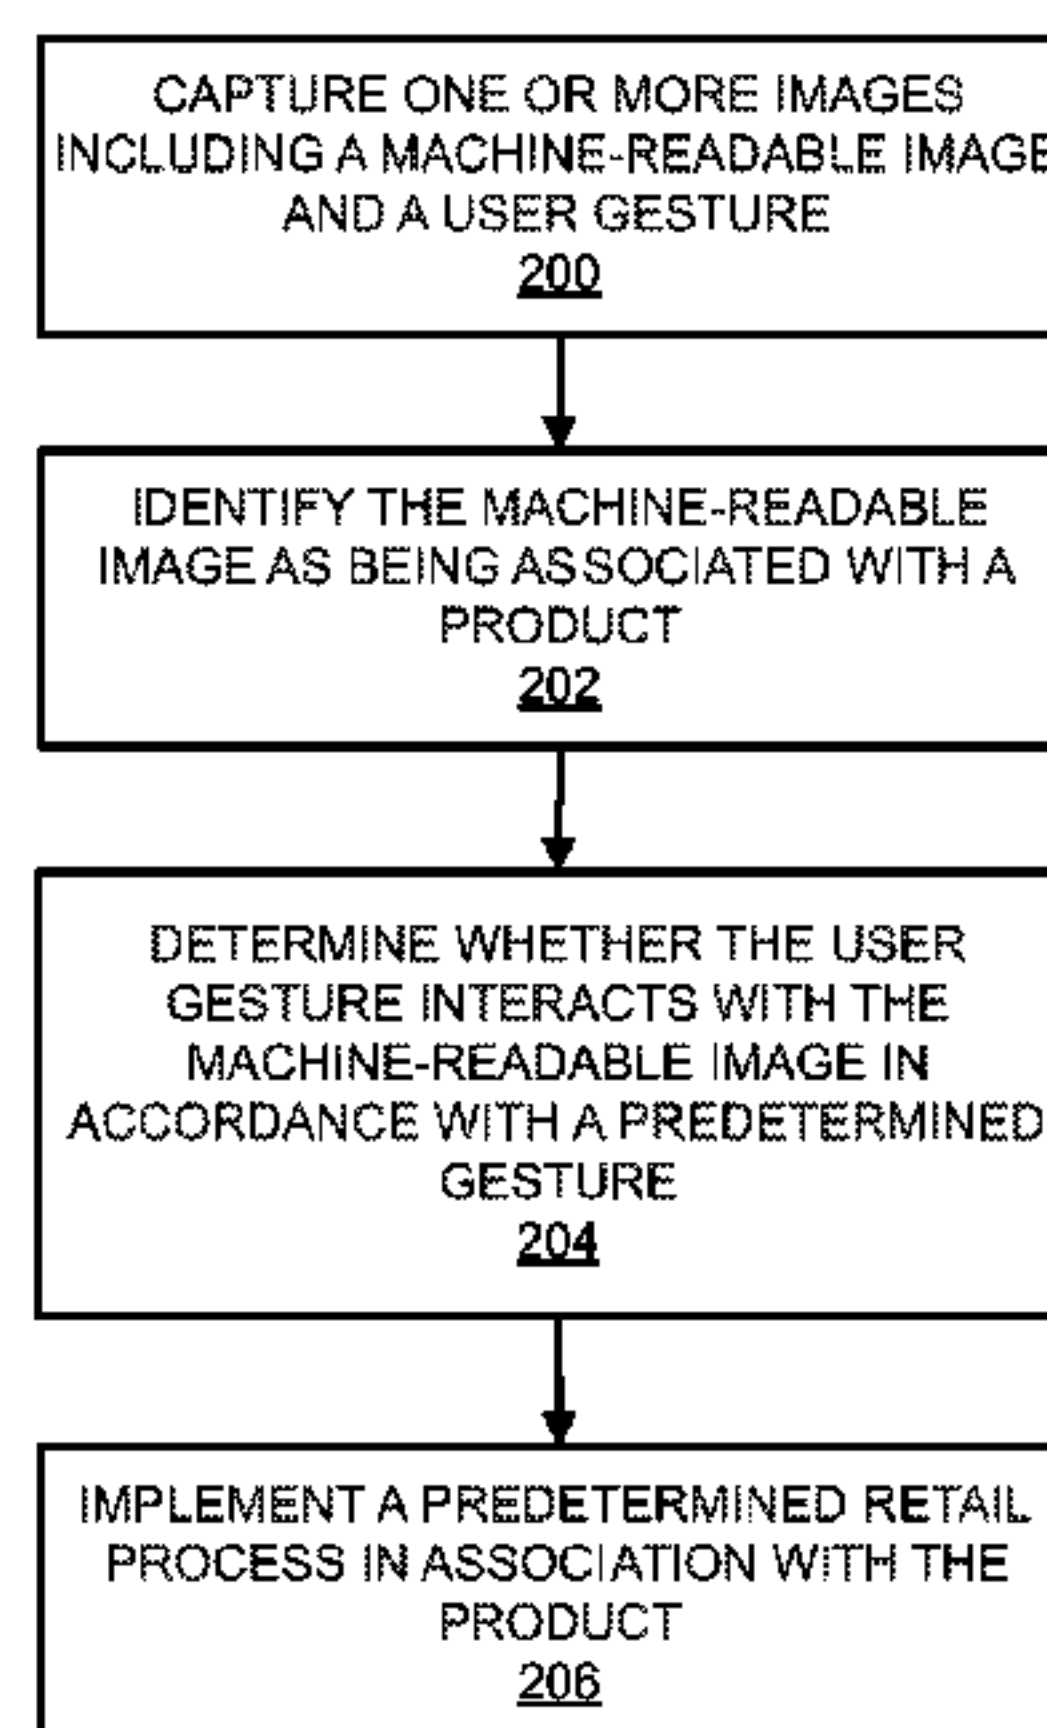 CAPTURE ONE OR MORE IMAGES
INCLUDING A MACHINE-READABLE IMAGE
AND A USER GESTURE
200
IDENTIFY THE MACHINE-READABLE
IMAGE AS BEING ASSOCIATED WITH A
PRODUCT
202
DETERMINE WHETHER THE USER
GESTURE INTERACTS WITH THE
MACHINE-READABLE IMAGE IN
ACCORDANCE WITH A PREDETERMINED
GESTURE
204
IMPLEMENT A PREDETERMINED RETAIL
PROCESS IN ASSOCIATION WITH THE
PRODUCT
206